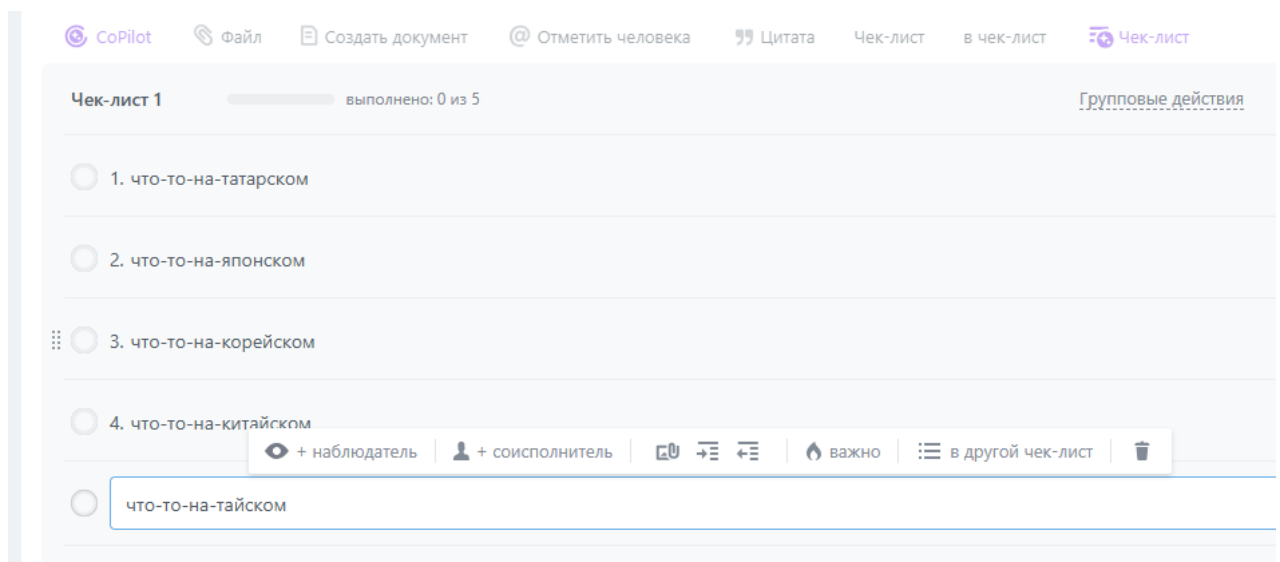 CoPilot Файл Создать документ Отметить человека Цитата Чек-лист в чек-лист Чек-лист
Чек-лист 1 выполнено: 0 из 5 Групповые действия
1. что-то-на-татарском
2. что-то-на-японском
3. что-то-на-корейском
4. что-то-на-китайском
+ наблюдатель + соисполнитель важно в другой чек-лист
что-то-на-тайском